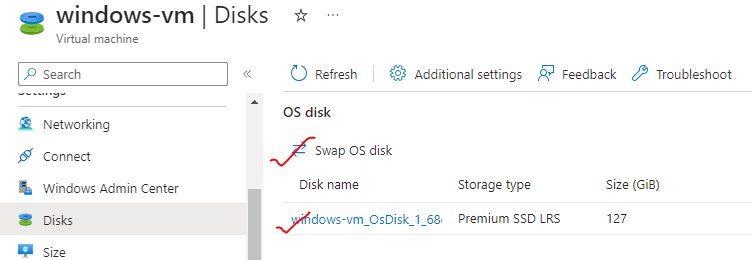 windows-vm | Disks
Virtual machine
Search
Settings
Networking
Connect
Windows Admin Center
Disks
Size
Refresh Additional settings Feedback Troubleshoot
OS disk
Swap OS disk
Disk name Storage type Size (GiB)
windows-vm_OsDisk_1_68 Premium SSD LRS 127